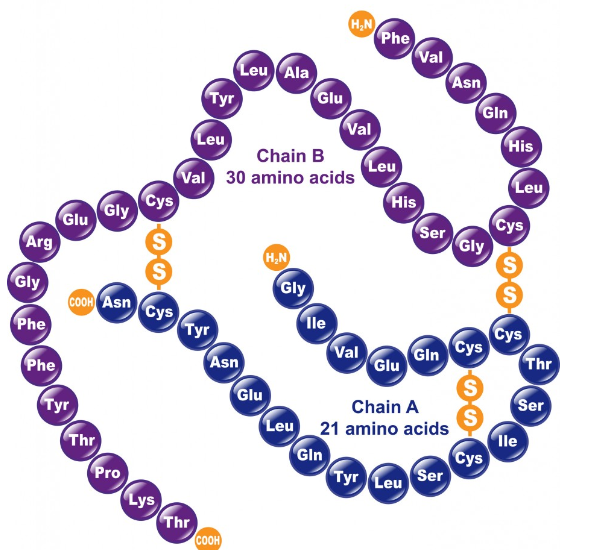 H₂N
Phe
Val
Asn
Gln
His
Leu
Cys
Gly
Ser
His
Leu
Val
Glu
Ala
Leu
Tyr
Leu
Val
Cys
Gly
Glu
Arg
Gly
Phe
Phe
Tyr
Thr
Pro
Lys
Thr
COOH
Chain B
30 amino acids
S
S
S
S
H₂N
Gly
Ile
Val
Glu
Gln
Cys
Cys
Thr
Ser
Ile
Cys
Ser
Leu
Tyr
Gln
Leu
Glu
Asn
Tyr
Cys
Asn
COOH
S
S
Chain A
21 amino acids